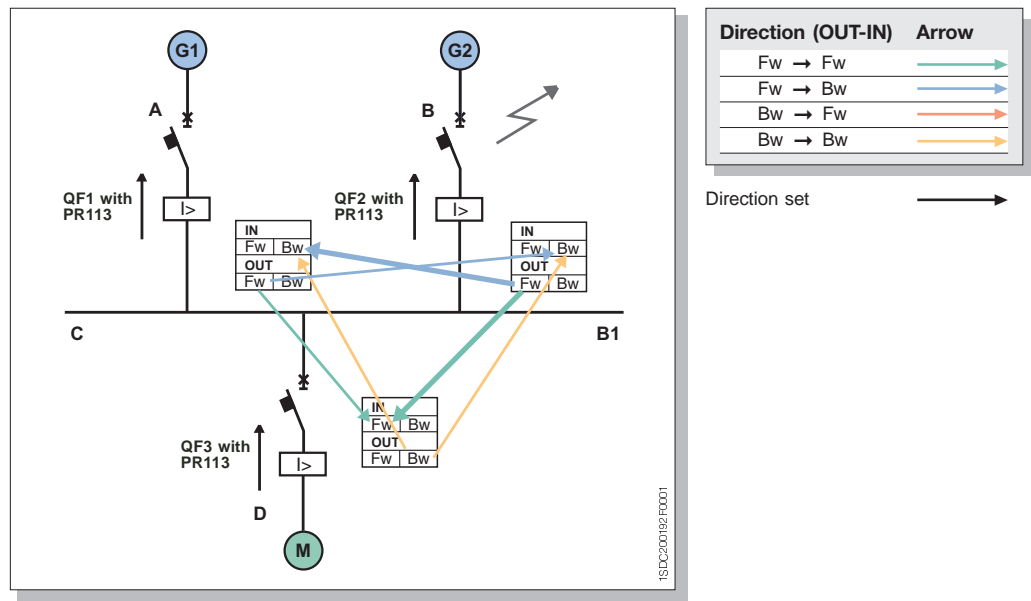 G1
G2
A
B
QF1 with
PR113
I>
QF2 with
PR113
I>
IN
Fw Bw
OUT
Fw Bw
IN
Fw Bw
OUT
Fw Bw
C
B1
QF3 with
PR113
I>
IN
Fw Bw
OUT
Fw Bw
D
M
1SDC200192F0001
Direction (OUT-IN) Arrow
Fw → Fw
Fw → Bw
Bw → Fw
Bw → Bw
Direction set